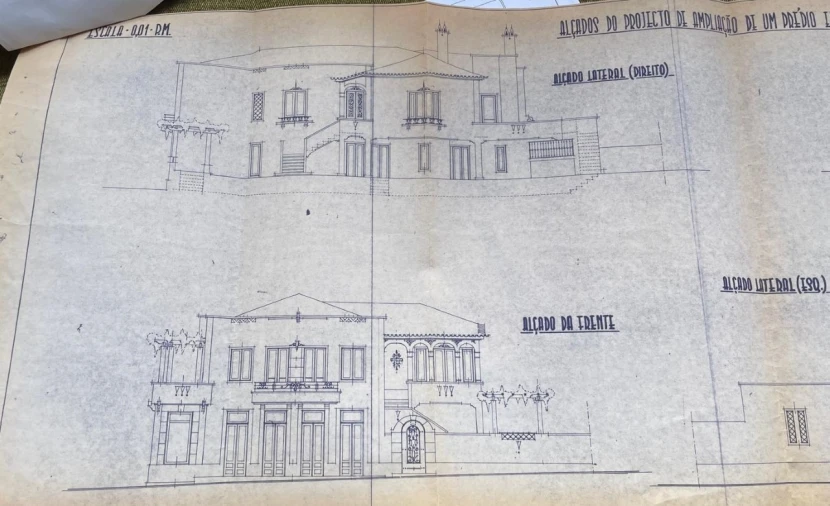 ESCALA - 0,01 - P.M.
ALÇADOS DO PROJECTO DE AMPLIAÇÃO DE UM PRÉDIO
ALÇADO LATERAL (DIREITO)
ALÇADO LATERAL (ESQ.)
ALÇADO DA FRENTE